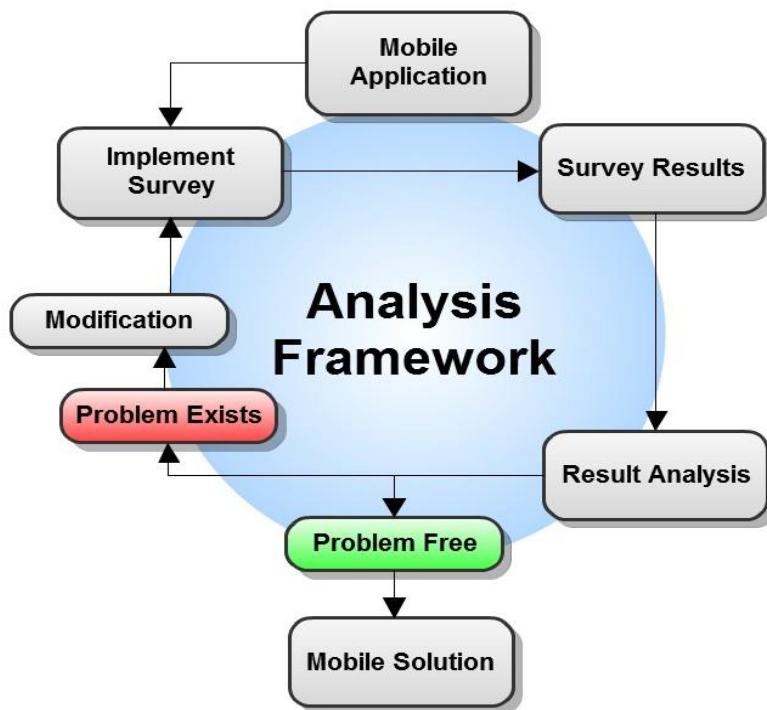 Mobile
Application
Implement
Survey
Survey Results
Analysis
Framework
Modification
Problem Exists
Result Analysis
Problem Free
Mobile Solution